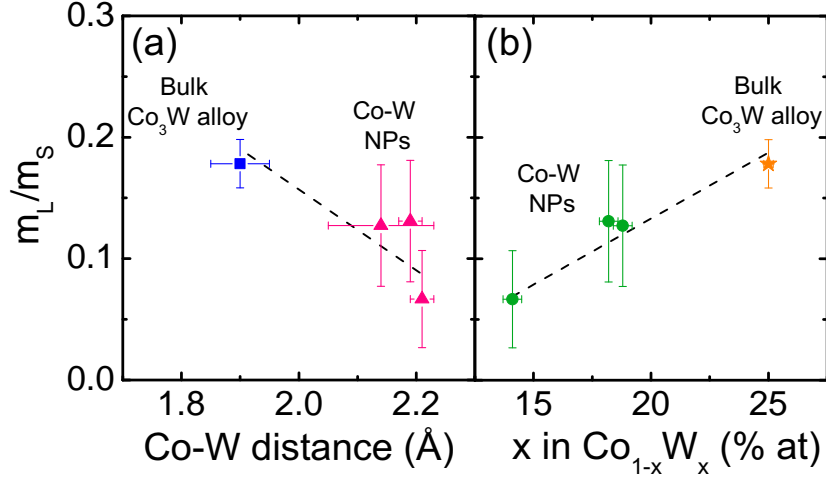 (a)
(b)
Bulk
Co3W alloy
Co-W
NPs
Bulk
Co3W alloy
Co-W
NPs
mL/mS
0.3
0.2
0.1
0.0
1.8 2.0 2.2
15 20 25
Co-W distance (Å)
x in Co1-xWx (% at)